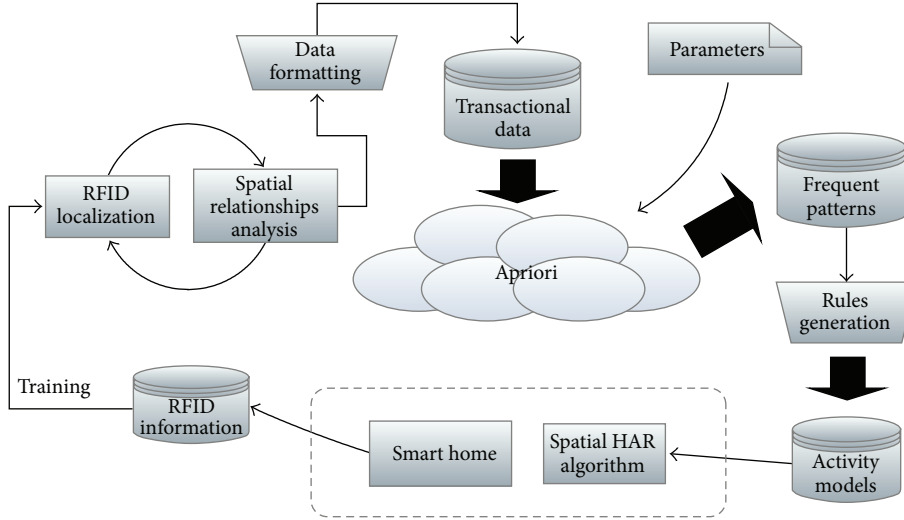 Data
formatting
Parameters
Transactional
data
RFID
localization
Spatial
relationships
analysis
Frequent
patterns
Apriori
Rules
generation
Training
RFID
information
Smart home
Spatial HAR
algorithm
Activity
models